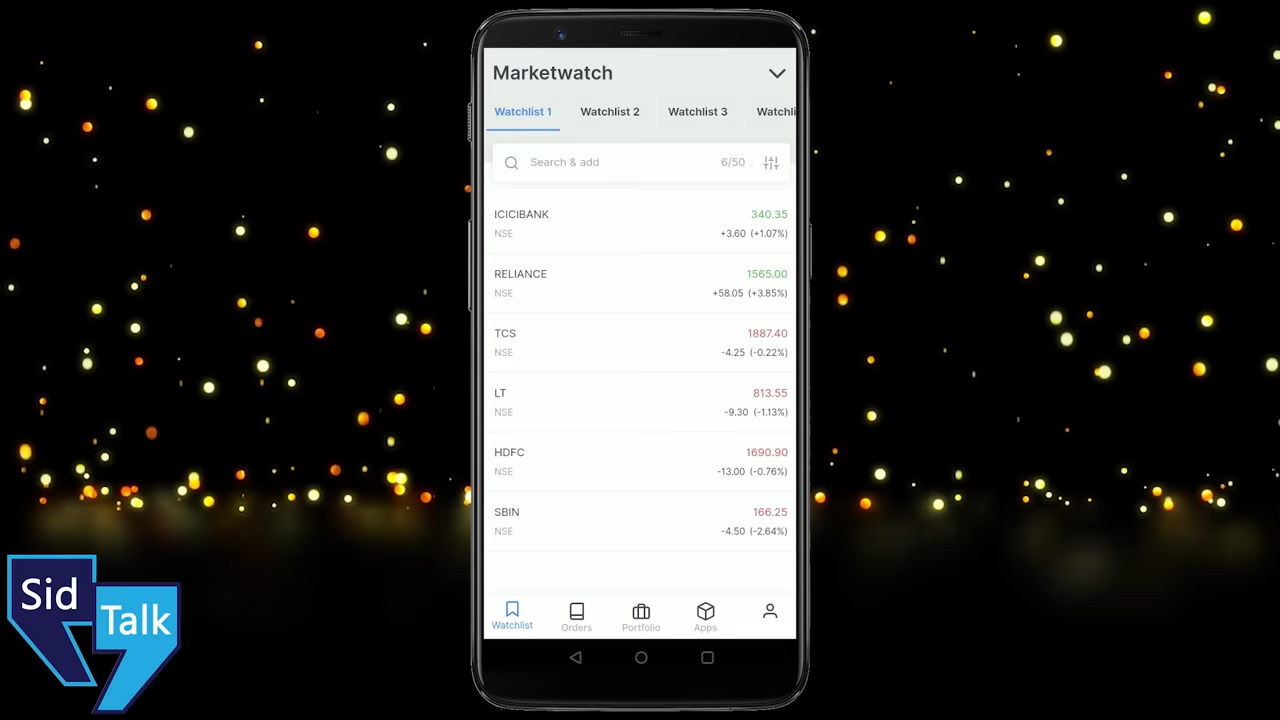 Marketwatch
Watchlist 1 Watchlist 2 Watchlist 3 Watchli
Search & add 6/50
ICICIBANK 340.35
NSE +3.60 (+1.07%)
RELIANCE 1565.00
NSE +58.05 (+3.85%)
TCS 1887.40
NSE -4.25 (-0.22%)
LT 813.55
NSE -9.30 (-1.13%)
HDFC 1690.90
NSE -13.00 (-0.76%)
SBIN 166.25
NSE -4.50 (-2.64%)
Watchlist Orders Portfolio Apps
Sid
Talk